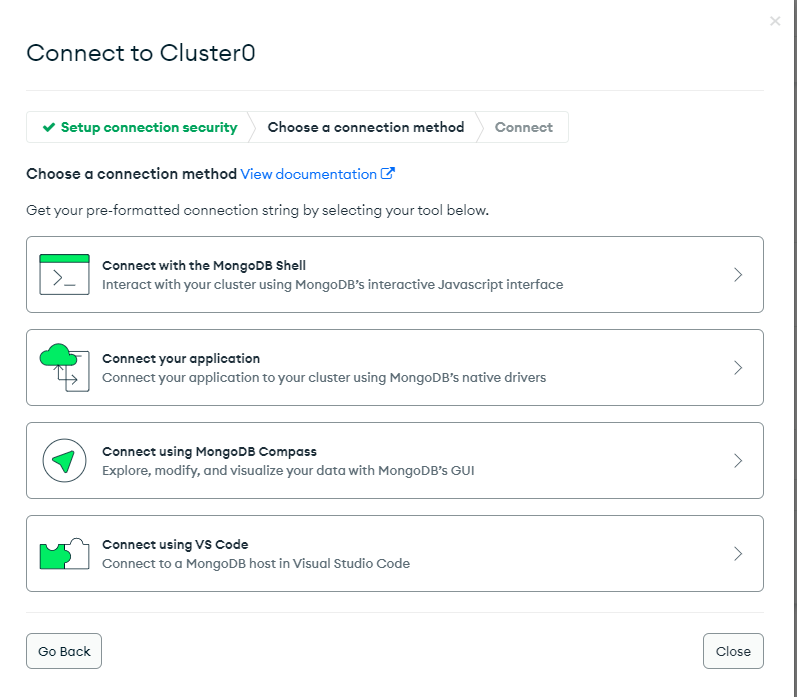 Connect to Cluster0
Setup connection security
Choose a connection method
Connect
Choose a connection method View documentation
Get your pre-formatted connection string by selecting your tool below.
Connect with the MongoDB Shell
Interact with your cluster using MongoDB's interactive Javascript interface
Connect your application
Connect your application to your cluster using MongoDB's native drivers
Connect using MongoDB Compass
Explore, modify, and visualize your data with MongoDB's GUI
Connect using VS Code
Connect to a MongoDB host in Visual Studio Code
Go Back
Close